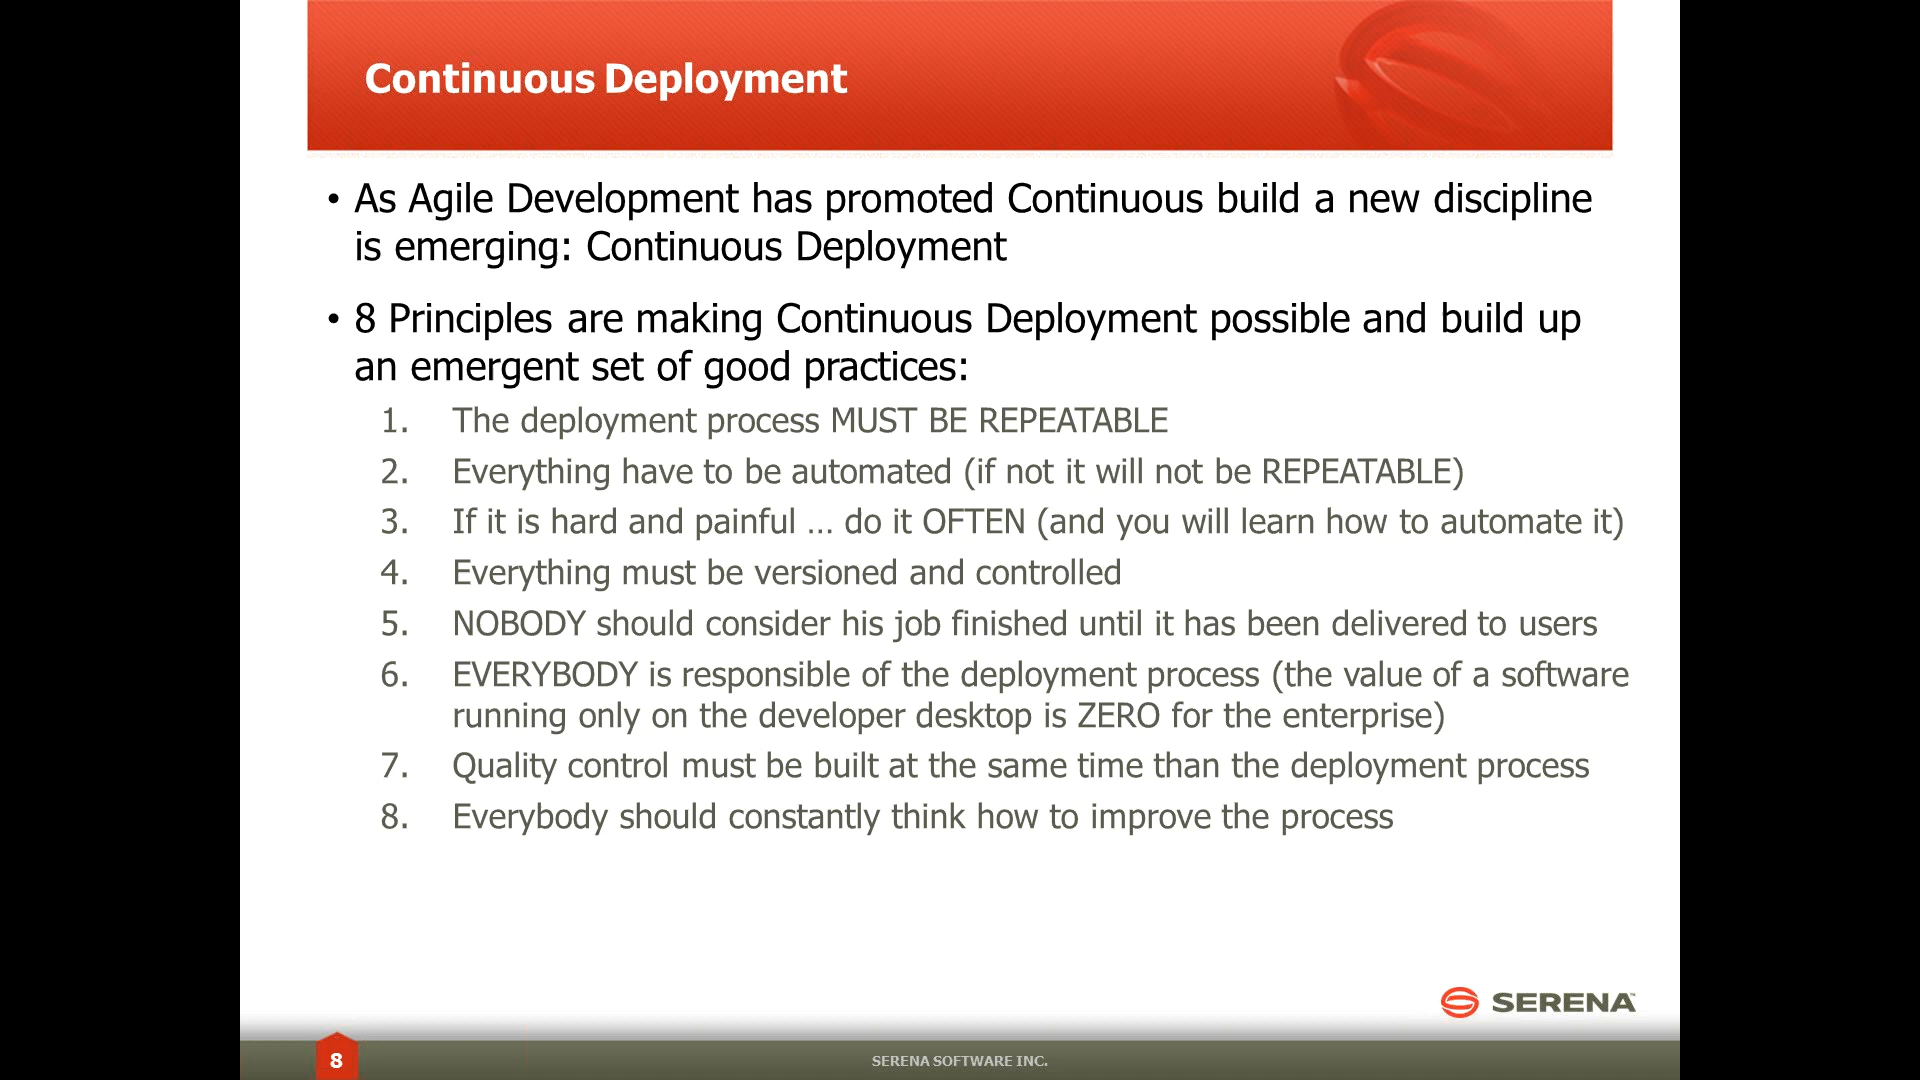 Continuous Deployment
• As Agile Development has promoted Continuous build a new discipline
is emerging: Continuous Deployment
• 8 Principles are making Continuous Deployment possible and build up
an emergent set of good practices:
1. The deployment process MUST BE REPEATABLE
2. Everything have to be automated (if not it will not be REPEATABLE)
3. If it is hard and painful … do it OFTEN (and you will learn how to automate it)
4. Everything must be versioned and controlled
5. NOBODY should consider his job finished until it has been delivered to users
6. EVERYBODY is responsible of the deployment process (the value of a software
running only on the developer desktop is ZERO for the enterprise)
7. Quality control must be built at the same time than the deployment process
8. Everybody should constantly think how to improve the process
SERENA™
8
SERENA SOFTWARE INC.